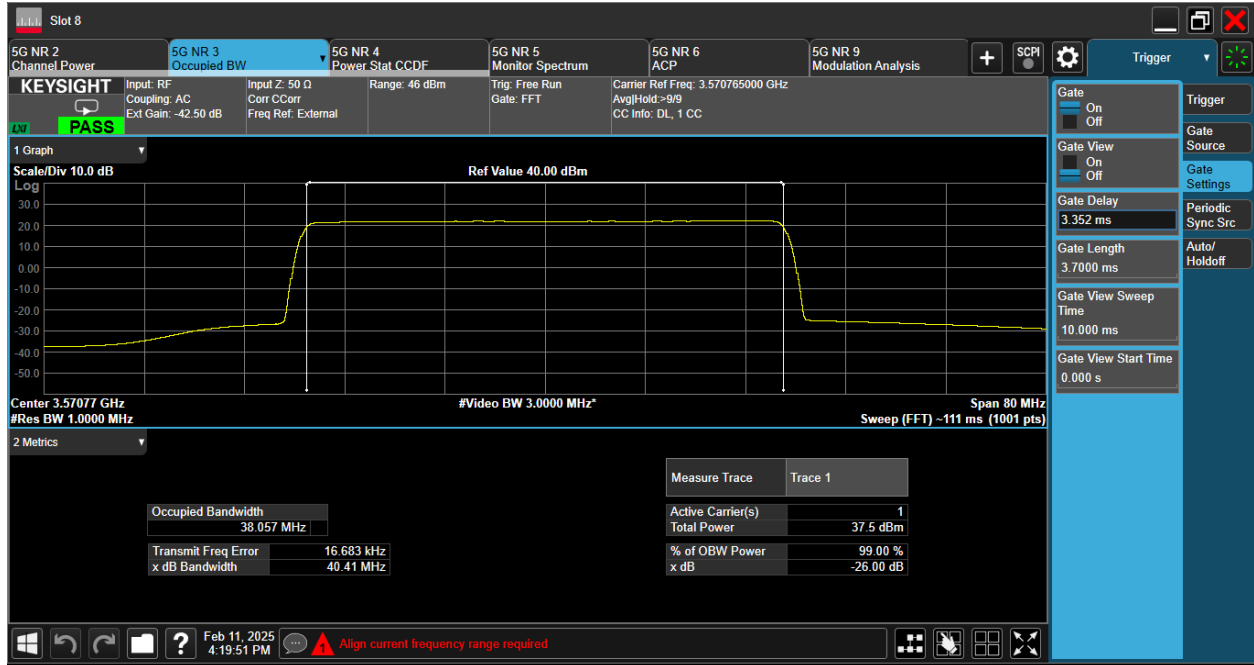 Slot 8
5G NR 2
Channel Power
5G NR 3
Occupied BW
5G NR 4
Power Stat CCDF
5G NR 5
Monitor Spectrum
5G NR 6
ACP
5G NR 9
Modulation Analysis
+
SCPI
Trigger
KEYSIGHT
LXI
PASS
Input: RF
Coupling: AC
Ext Gain: -42.50 dB
Input Z: 50 Ω
Corr CCorr
Freq Ref: External
Range: 46 dBm
Trig: Free Run
Gate: FFT
Carrier Ref Freq: 3.570765000 GHz
Avg|Hold:>9/9
CC Info: DL, 1 CC
1 Graph
Scale/Div 10.0 dB
Ref Value 40.00 dBm
Log
30.0
20.0
10.0
0.00
-10.0
-20.0
-30.0
-40.0
-50.0
Center 3.57077 GHz
#Video BW 3.0000 MHz*
Span 80 MHz
#Res BW 1.0000 MHz
Sweep (FFT) ~111 ms (1001 pts)
2 Metrics
Measure Trace Trace 1
Occupied Bandwidth
38.057 MHz
Active Carrier(s) 1
Total Power 37.5 dBm
Transmit Freq Error 16.683 kHz
x dB Bandwidth 40.41 MHz
% of OBW Power 99.00 %
x dB -26.00 dB
Gate
On
Off
Gate View
On
Off
Gate Delay
3.352 ms
Gate Length
3.7000 ms
Gate View Sweep
Time
10.000 ms
Gate View Start Time
0.000 s
Trigger
Gate
Source
Gate
Settings
Periodic
Sync Src
Auto/
Holdoff
?
Feb 11, 2025
4:19:51 PM
1
Align current frequency range required